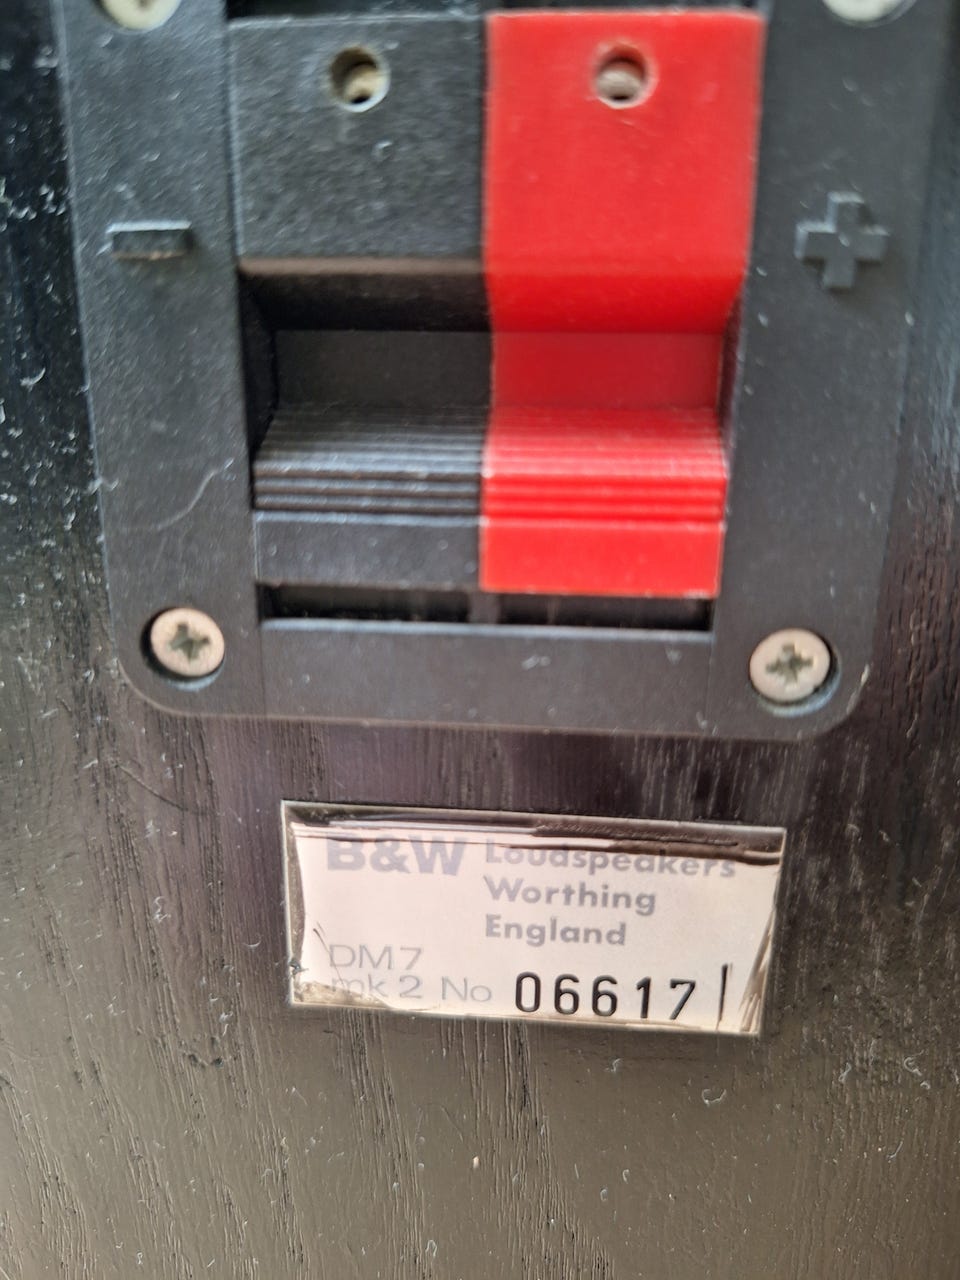 B&W Loudspeakers
Worthing
England
DM7
mk 2 No 06617